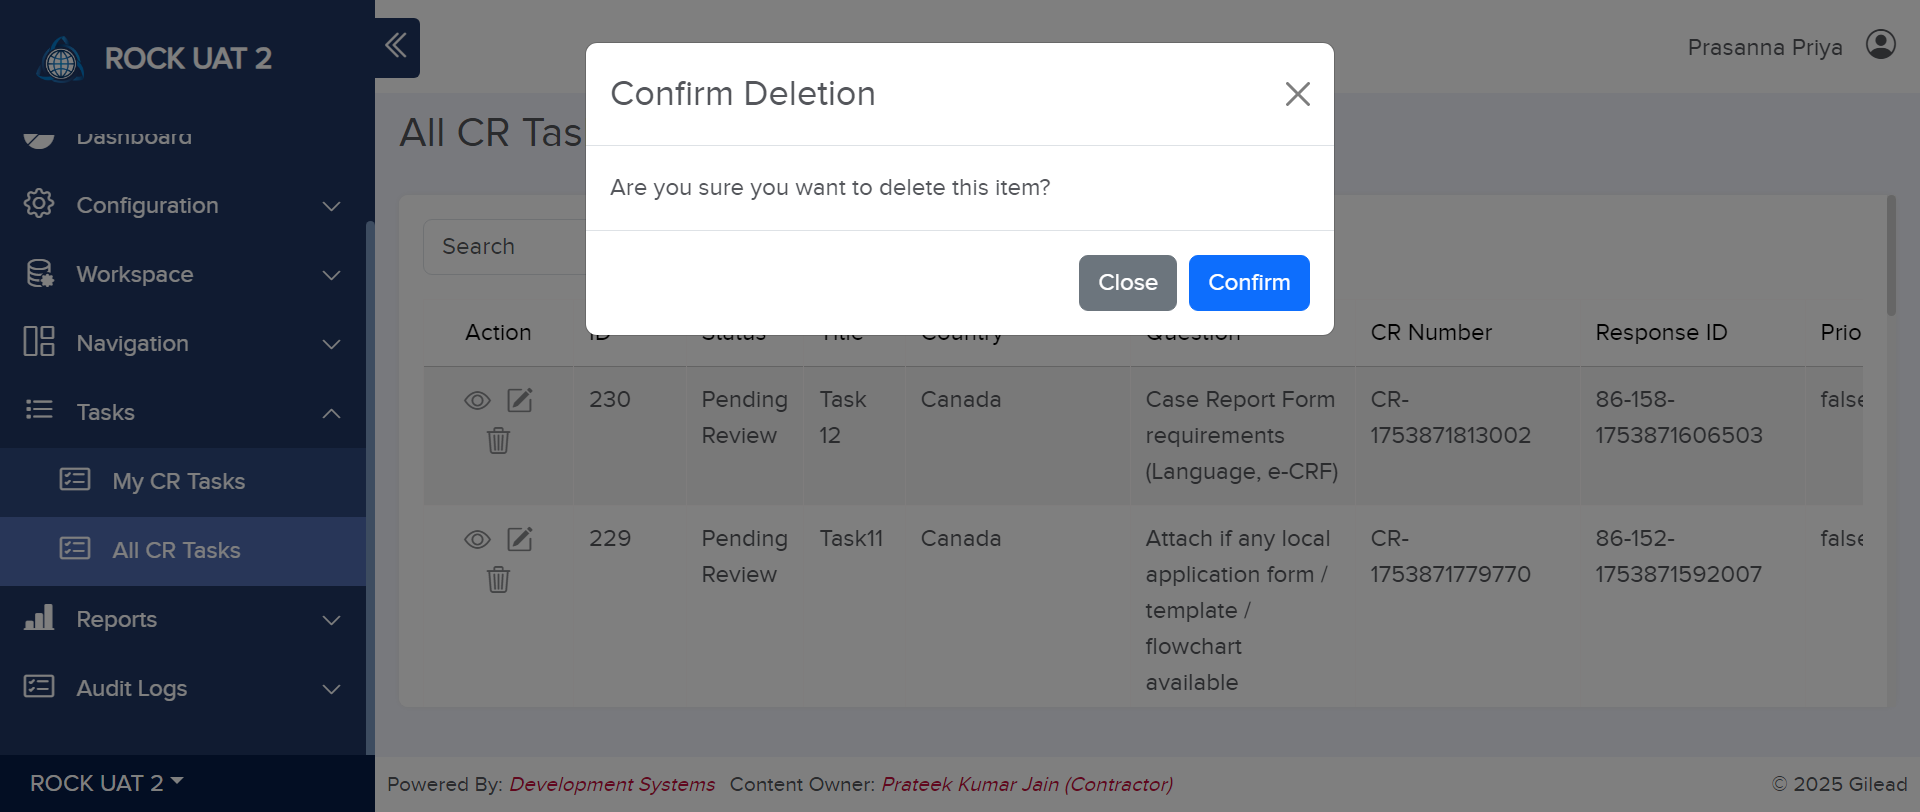 ROCK UAT 2
Prasanna Priya
Confirm Deletion
Are you sure you want to delete this item?
Close
Confirm
Dashboard
Configuration
Workspace
Navigation
Tasks
My CR Tasks
All CR Tasks
Reports
Audit Logs
ROCK UAT 2
All CR Tas
Search
Action ID Status Title Country Question CR Number Response ID Prio
230 Pending Task Canada Case Report Form CR- 86-158- false
Review 12 requirements 1753871813002 1753871606503
(Language, e-CRF)
229 Pending Task11 Canada Attach if any local CR- 86-152- false
Review application form / 1753871779770 1753871592007
template /
flowchart
available
Powered By: Development Systems Content Owner: Prateek Kumar Jain (Contractor)
© 2025 Gilead